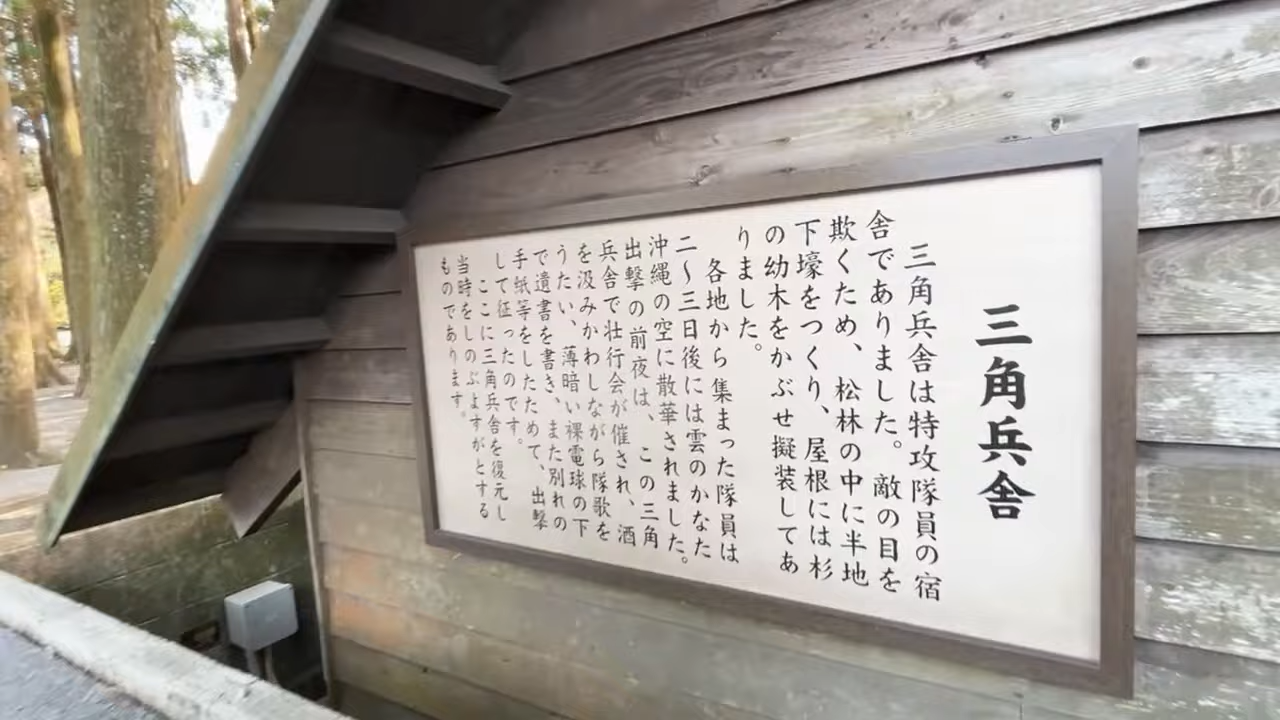 三角兵舎
三角兵舎は特攻隊員の宿
舎でありました。敵の目を
欺くため、松林の中に半地
下壕をつくり、屋根には杉
の幼木をかぶせ擬装してあ
りました。
各地から集まった隊員は
二〜三日後には雲のかなた
沖縄の空に散華されました。
出撃の前夜は、この三角
兵舎で壮行会が催され、酒
を汲みかわしながら隊歌を
うたい、薄暗い裸電球の下
で遺書を書き、また別れの
手紙等をしたためて、出撃
して征ったのです。
ここに三角兵舎を復元し
当時をしのぶよすがとする
ものであります。